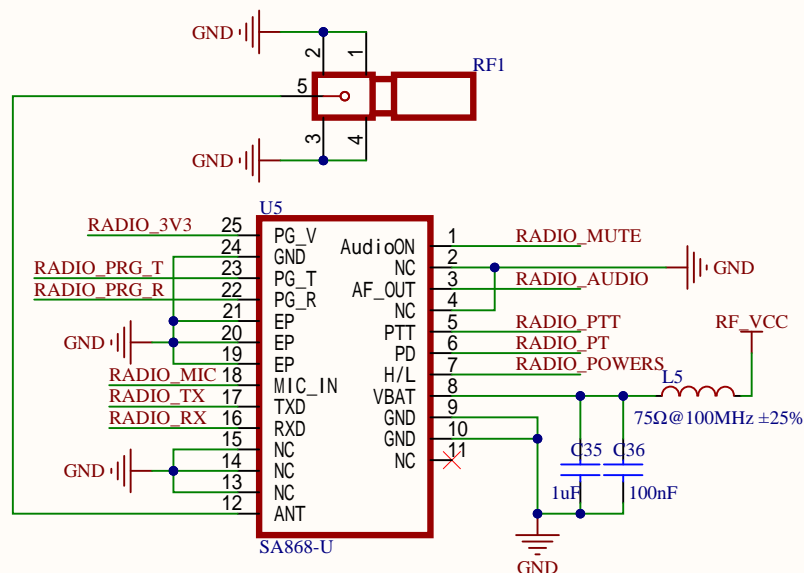 GND
2
1
5
RF1
3
4
GND
U5
RADIO_3V3 25 PG_V
24 GND
RADIO_PRG_T 23 PG_T
RADIO_PRG_R 22 PG_R
21 EP
GND 20 EP
19 EP
RADIO_MIC 18 MIC_IN
RADIO_TX 17 TXD
RADIO_RX 16 RXD
15 NC
GND 14 NC
13 NC
12 ANT
AudioON 1 RADIO_MUTE
NC 2 GND
AF_OUT 3 RADIO_AUDIO
NC 4
PTT 5 RADIO_PTT
PD 6 RADIO_PT
H/L 7 RADIO_POWERS
VBAT 8
GND 9
GND 10
NC 11
SA868-U
RF_VCC
L5
75Ω@100MHz ±25%
C35 C36
1uF 100nF
GND